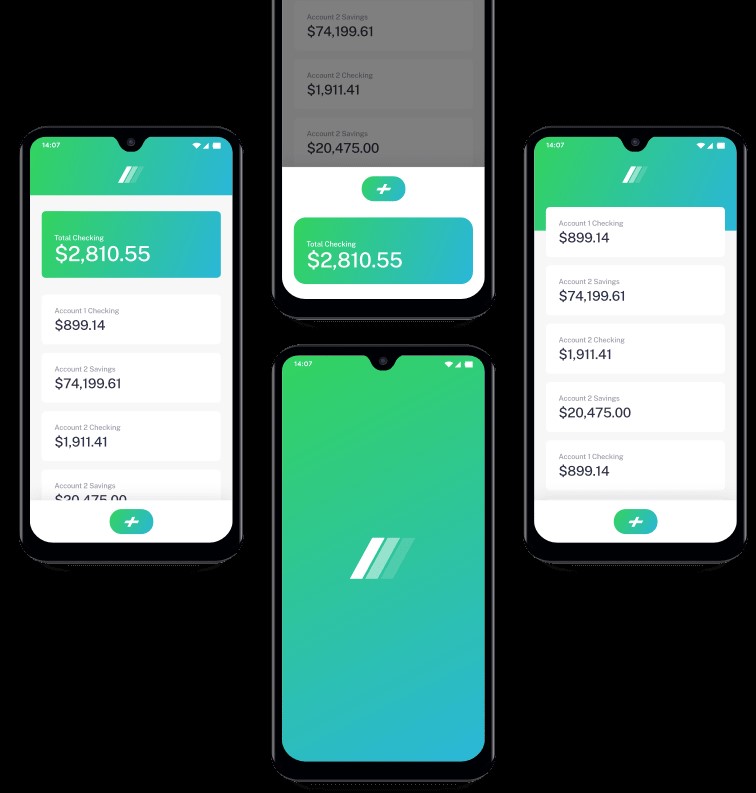 14:07
Total Checking
$2,810.55
Account 1 Checking
$899.14
Account 2 Savings
$74,199.61
Account 2 Checking
$1,911.41
Account 2 Savings
$20,475.00
Account 2 Savings
$74,199.61
Account 2 Checking
$1,911.41
Account 2 Savings
$20,475.00
Total Checking
$2,810.55
14:07
14:07
Account 1 Checking
$899.14
Account 2 Savings
$74,199.61
Account 2 Checking
$1,911.41
Account 2 Savings
$20,475.00
Account 1 Checking
$899.14